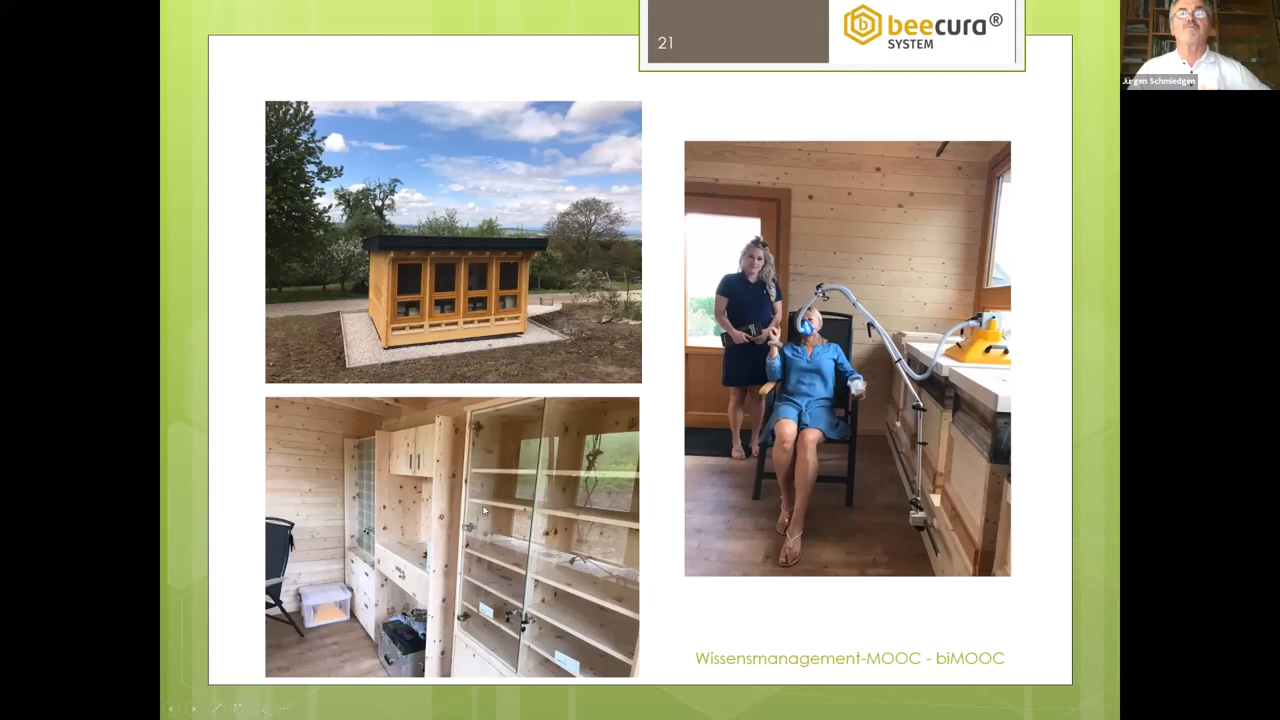 21
beecura®
SYSTEM
Jürgen Schmiedgen
Wissensmanagement-MOOC - biMOOC